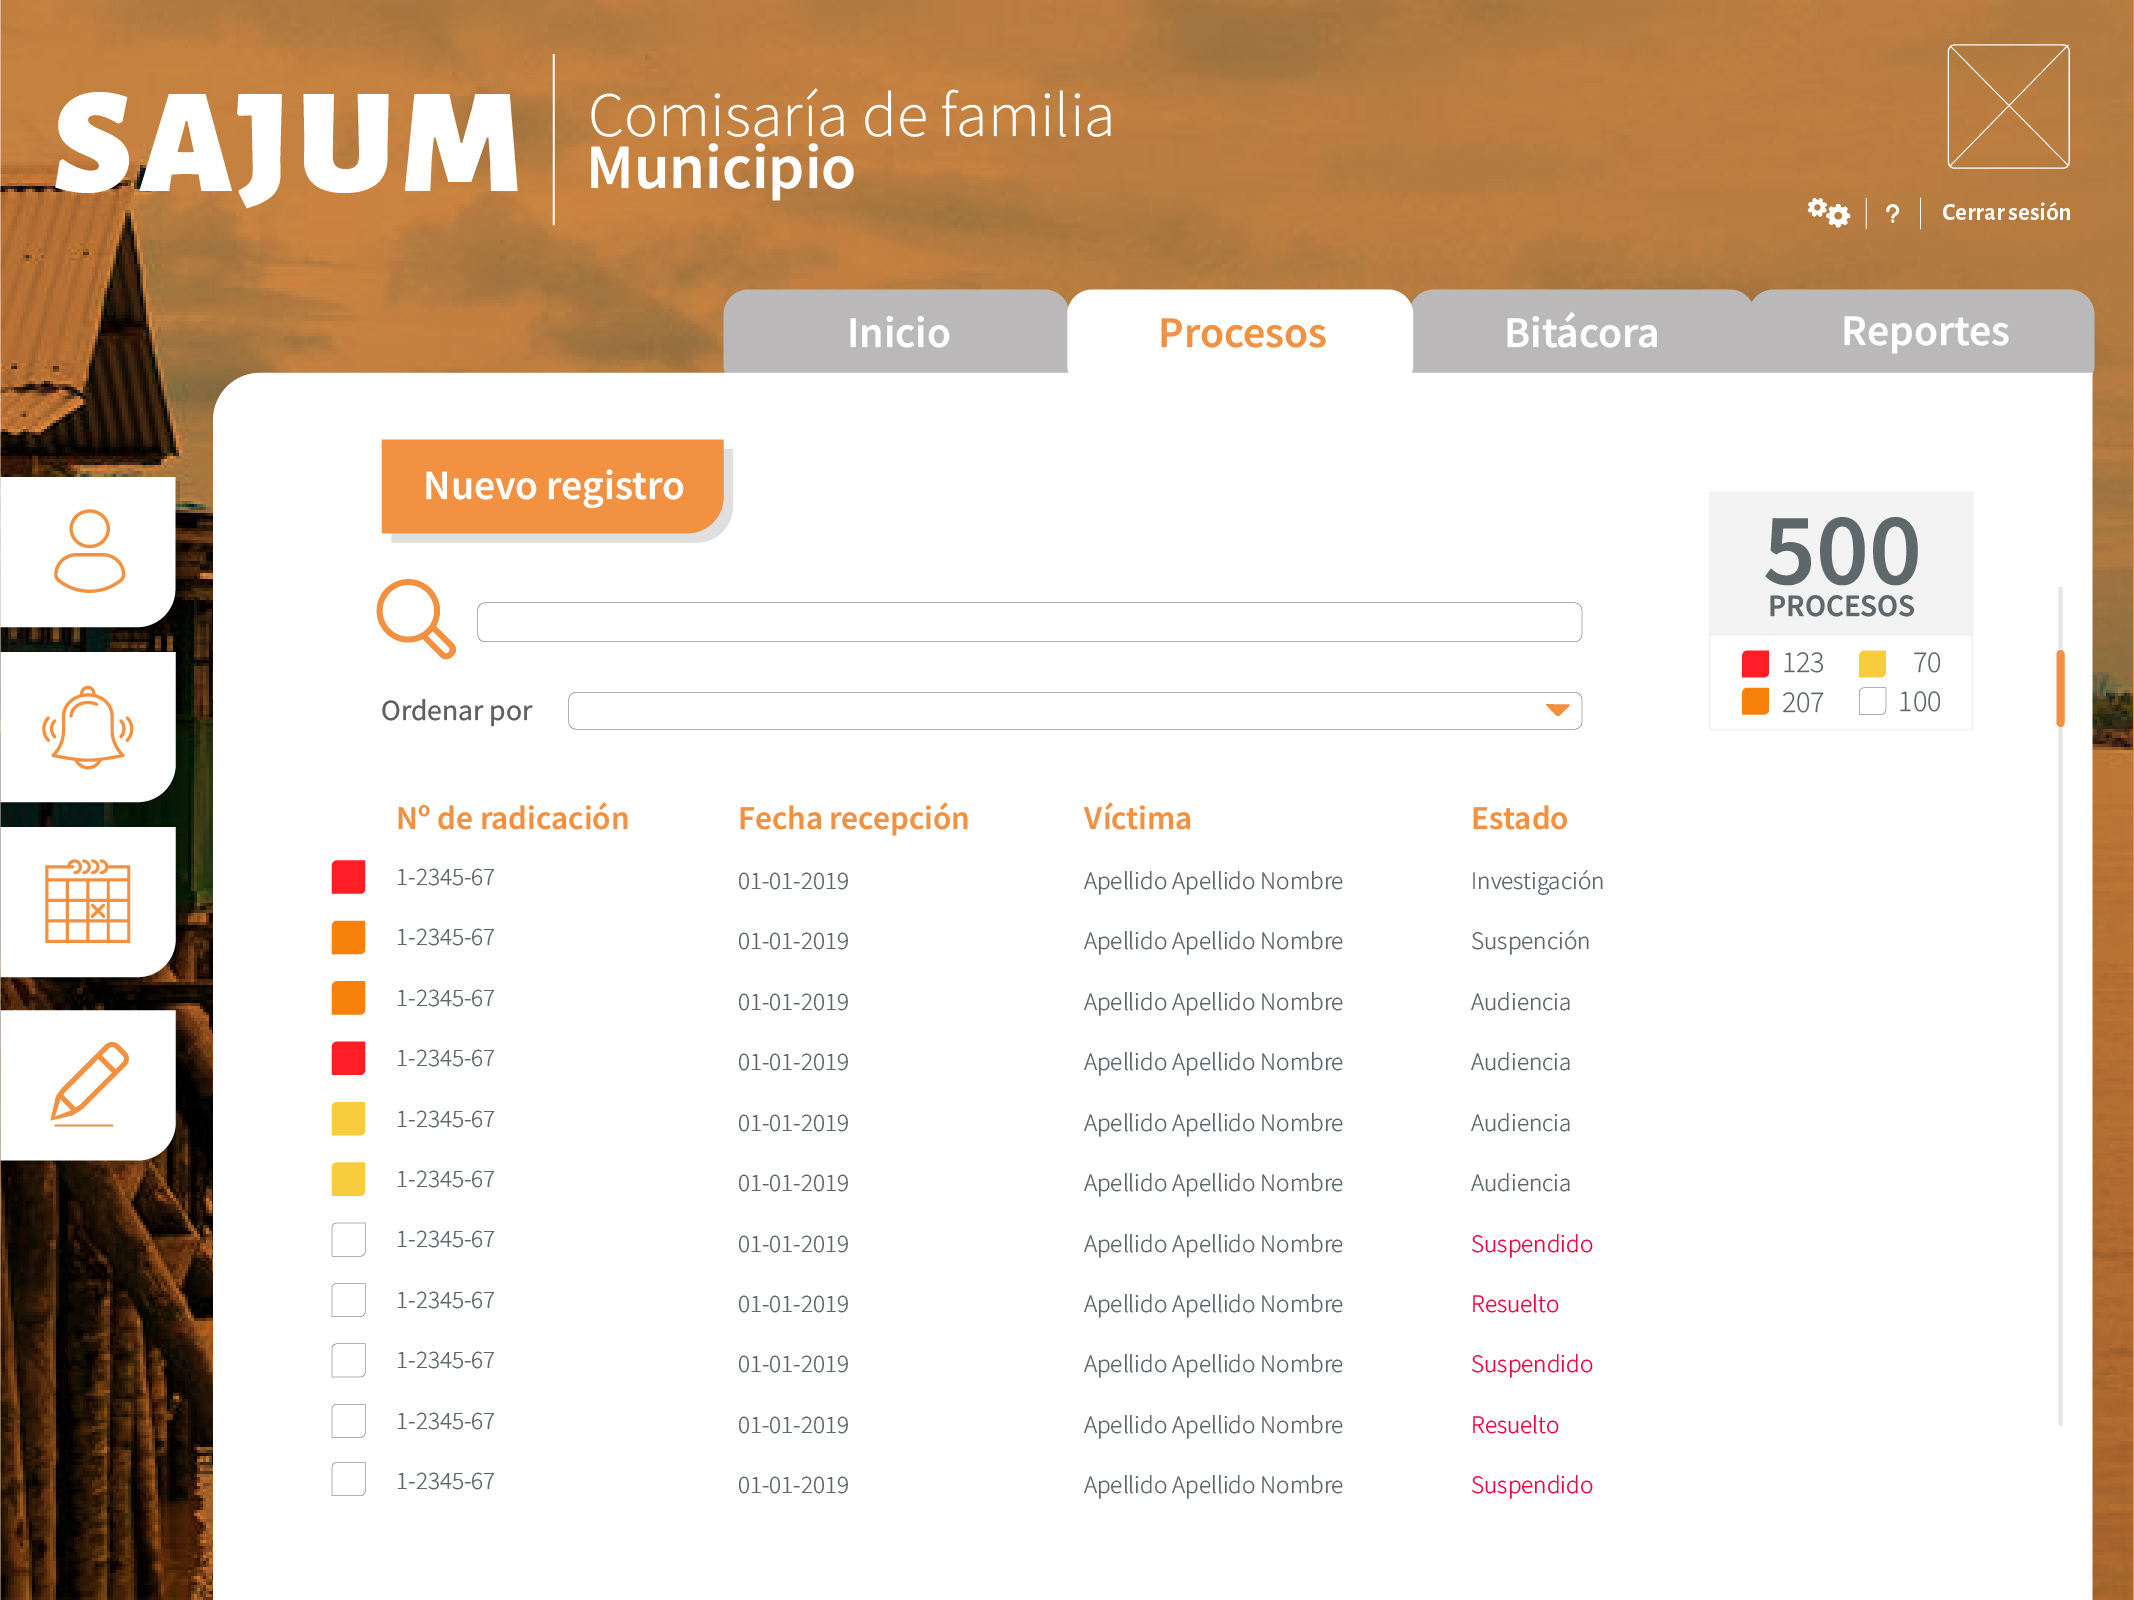 SAJUM
Comisaría de familia
Municipio
? Cerrar sesión
Inicio Procesos Bitácora Reportes
Nuevo registro
500
PROCESOS
123 70
207 100
Ordenar por
Nº de radicación Fecha recepción Víctima Estado
1-2345-67 01-01-2019 Apellido Apellido Nombre Investigación
1-2345-67 01-01-2019 Apellido Apellido Nombre Suspención
1-2345-67 01-01-2019 Apellido Apellido Nombre Audiencia
1-2345-67 01-01-2019 Apellido Apellido Nombre Audiencia
1-2345-67 01-01-2019 Apellido Apellido Nombre Audiencia
1-2345-67 01-01-2019 Apellido Apellido Nombre Audiencia
1-2345-67 01-01-2019 Apellido Apellido Nombre Suspendido
1-2345-67 01-01-2019 Apellido Apellido Nombre Resuelto
1-2345-67 01-01-2019 Apellido Apellido Nombre Suspendido
1-2345-67 01-01-2019 Apellido Apellido Nombre Resuelto
1-2345-67 01-01-2019 Apellido Apellido Nombre Suspendido